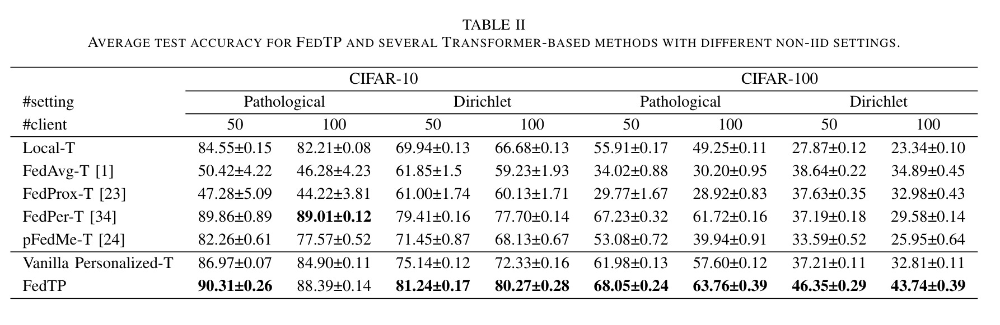 TABLE II
AVERAGE TEST ACCURACY FOR FEDTP AND SEVERAL TRANSFORMER-BASED METHODS WITH DIFFERENT NON-IID SETTINGS.
CIFAR-10 CIFAR-100
#setting Pathological Dirichlet Pathological Dirichlet
#client 50 100 50 100 50 100 50 100
Local-T 84.55±0.15 82.21±0.08 69.94±0.13 66.68±0.13 55.91±0.17 49.25±0.11 27.87±0.12 23.34±0.10
FedAvg-T [1] 50.42±4.22 46.28±4.23 61.85±1.5 59.23±1.93 34.02±0.88 30.20±0.95 38.64±0.22 34.89±0.45
FedProx-T [23] 47.28±5.09 44.22±3.81 61.00±1.74 60.13±1.71 29.77±1.67 28.92±0.83 37.63±0.35 32.98±0.43
FedPer-T [34] 89.86±0.89 89.01±0.12 79.41±0.16 77.70±0.14 67.23±0.32 61.72±0.16 37.19±0.18 29.58±0.14
pFedMe-T [24] 82.26±0.61 77.57±0.52 71.45±0.87 68.13±0.67 53.08±0.72 39.94±0.91 33.59±0.52 25.95±0.64
Vanilla Personalized-T 86.97±0.07 84.90±0.11 75.14±0.12 72.33±0.16 61.98±0.13 57.60±0.12 37.21±0.11 32.81±0.11
FedTP 90.31±0.26 88.39±0.14 81.24±0.17 80.27±0.28 68.05±0.24 63.76±0.39 46.35±0.29 43.74±0.39